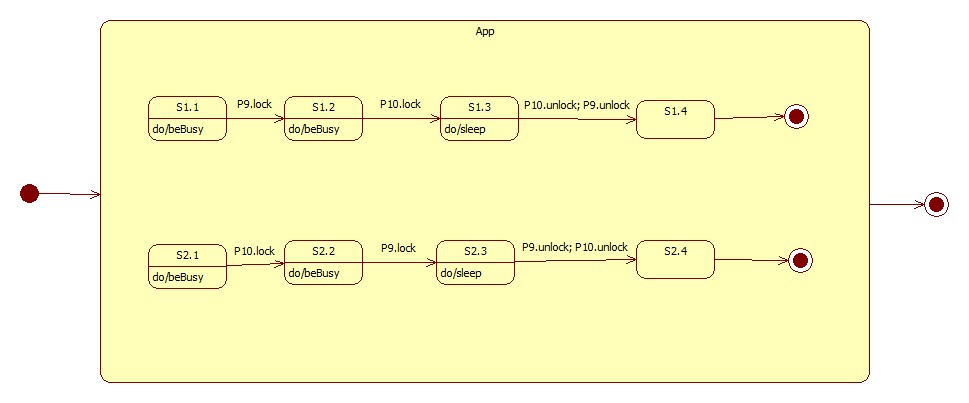 App
S1.1
do/beBusy
P9.lock
S1.2
do/beBusy
P10.lock
S1.3
do/sleep
P10.unlock; P9.unlock
S1.4
S2.1
do/beBusy
P10.lock
S2.2
do/beBusy
P9.lock
S2.3
do/sleep
P9.unlock; P10.unlock
S2.4